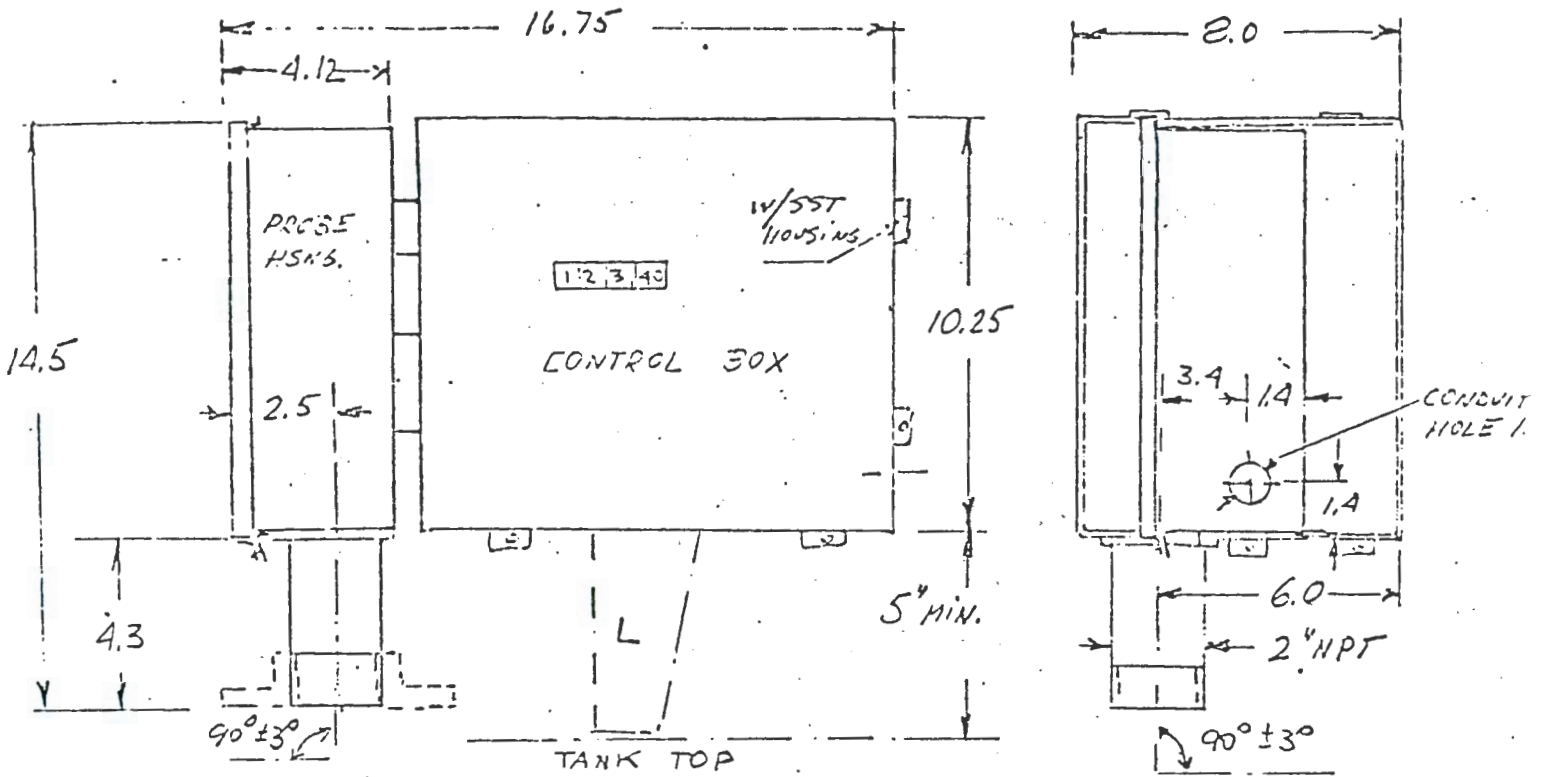 16.75
8.0
4.12
PROBE
HSNG.
W/SST
HOUSING
1 2 3 4
14.5
10.25
CONTROL BOX
2.5
3.4
1.4
CONDUIT
HOLE 1.
1.4
4.3
L
5" MIN.
6.0
2" NPT
90° ±3°
TANK TOP
90° ±3°